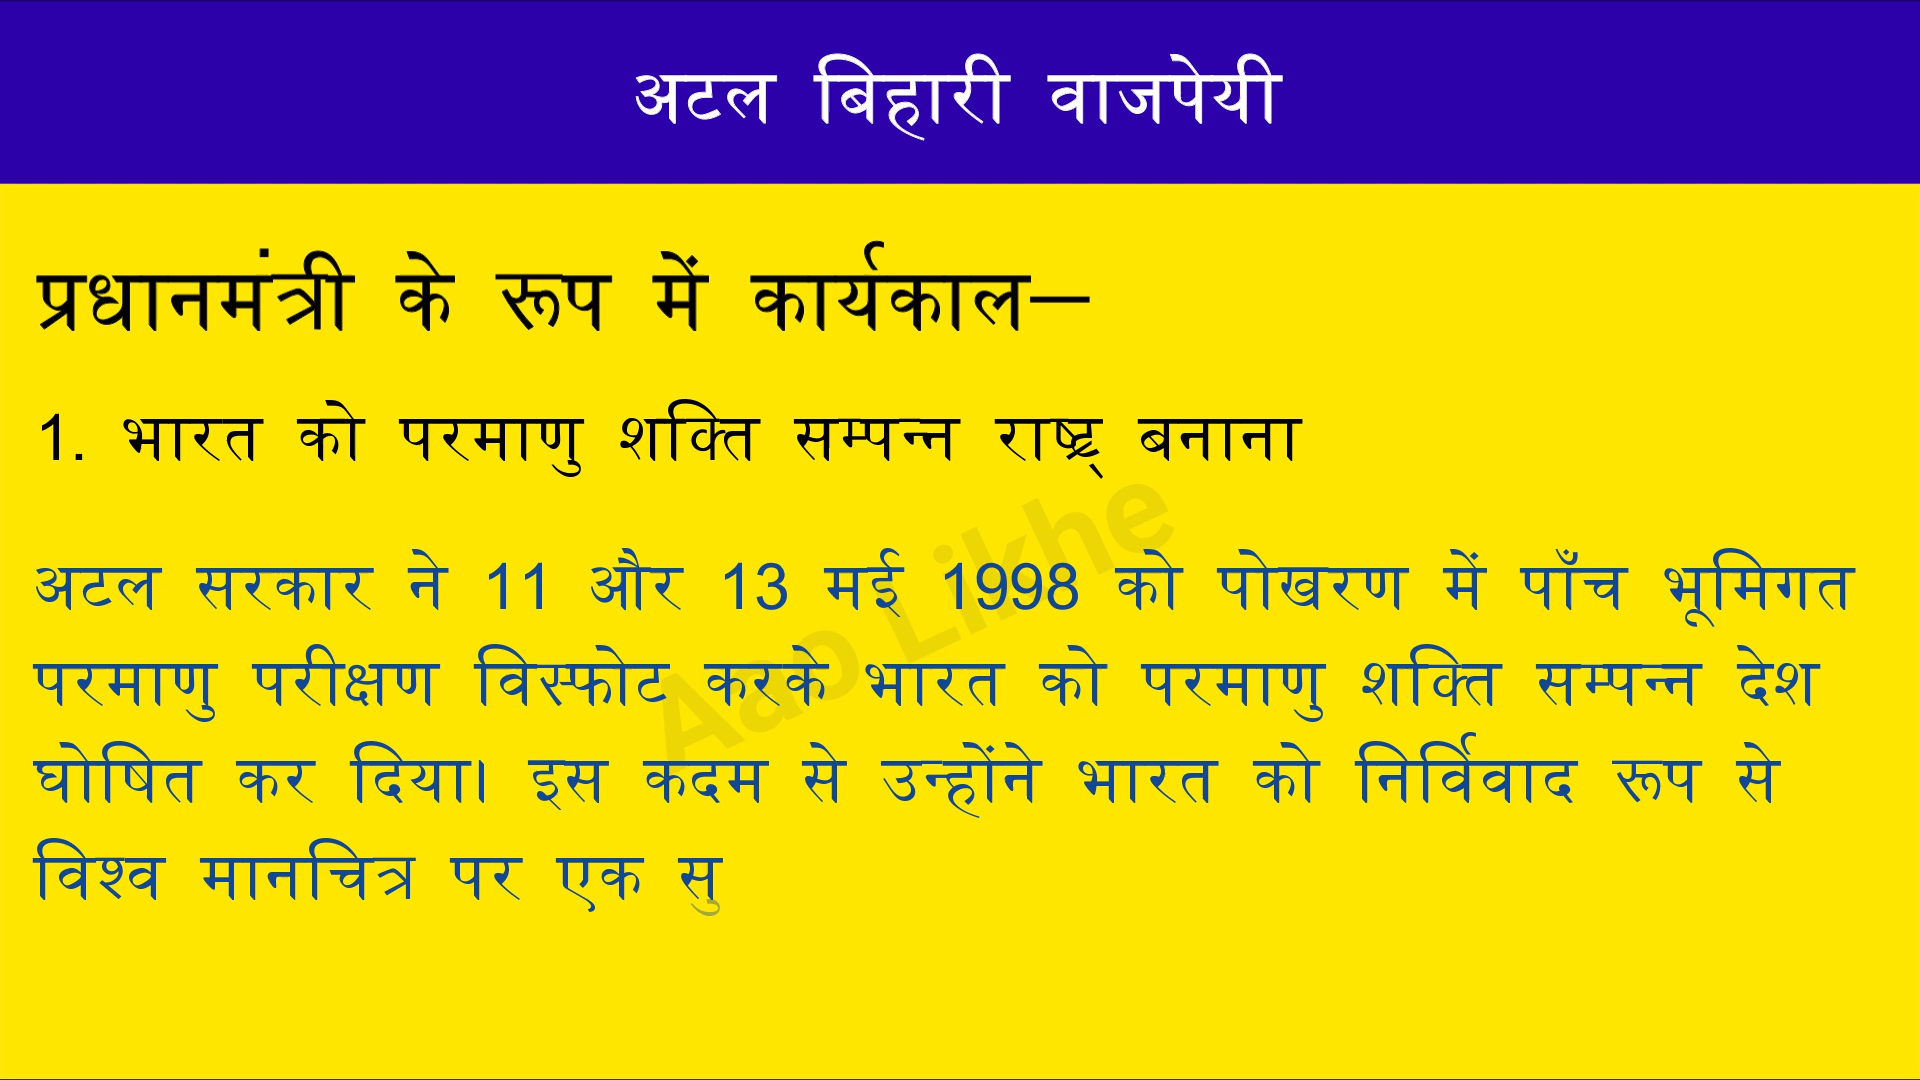 अटल बिहारी वाजपेयी
प्रधानमंत्री के रूप में कार्यकाल–
1. भारत को परमाणु शक्ति सम्पन्न राष्ट्र् बनाना
अटल सरकार ने 11 और 13 मई 1998 को पोखरण में पाँच भूमिगत
परमाणु परीक्षण विस्फोट करके भारत को परमाणु शक्ति सम्पन्न देश
घोषित कर दिया। इस कदम से उन्होंने भारत को निर्विवाद रूप से
विश्व मानचित्र पर एक सु
Aao Likhe